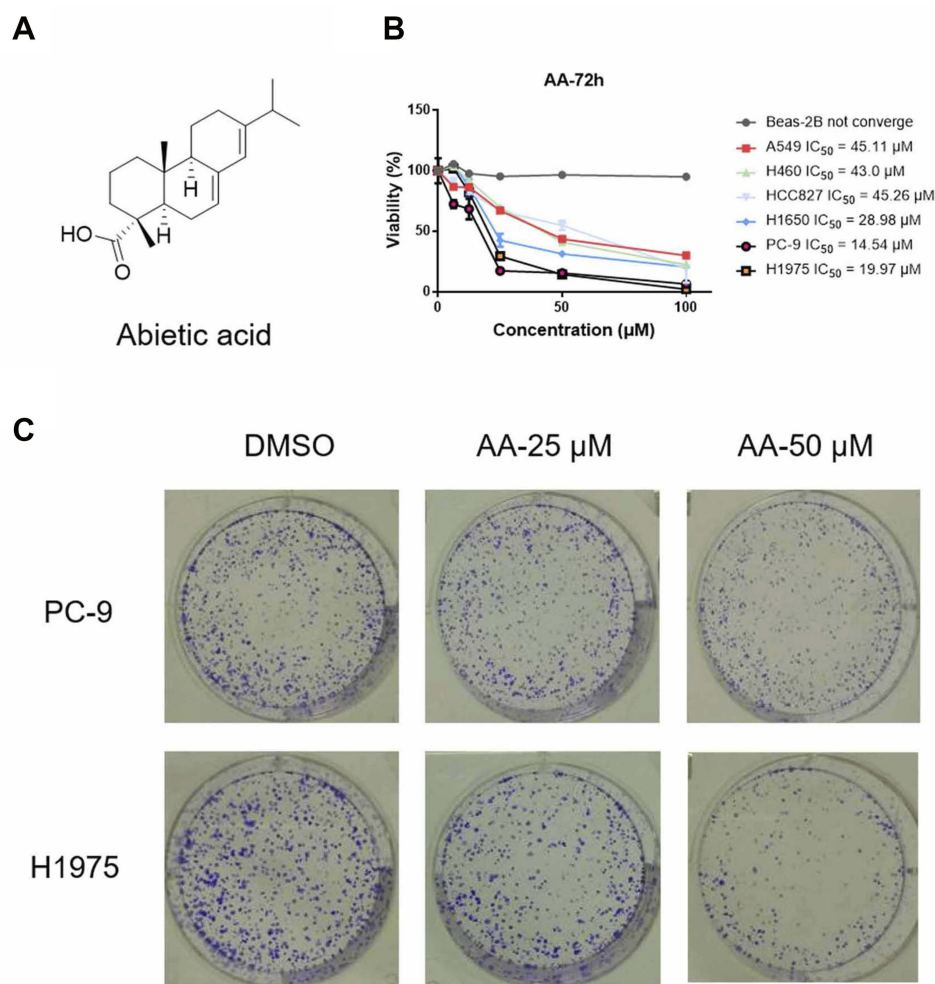 A
HO
O
H
H
Abietic acid
B
AA-72h
150
100
50
0
Viability (%)
0
50
100
Concentration (µM)
Beas-2B not converge
A549 IC50 = 45.11 µM
H460 IC50 = 43.0 µM
HCC827 IC50 = 45.26 µM
H1650 IC50 = 28.98 µM
PC-9 IC50 = 14.54 µM
H1975 IC50 = 19.97 µM
C
DMSO
AA-25 µM
AA-50 µM
PC-9
H1975